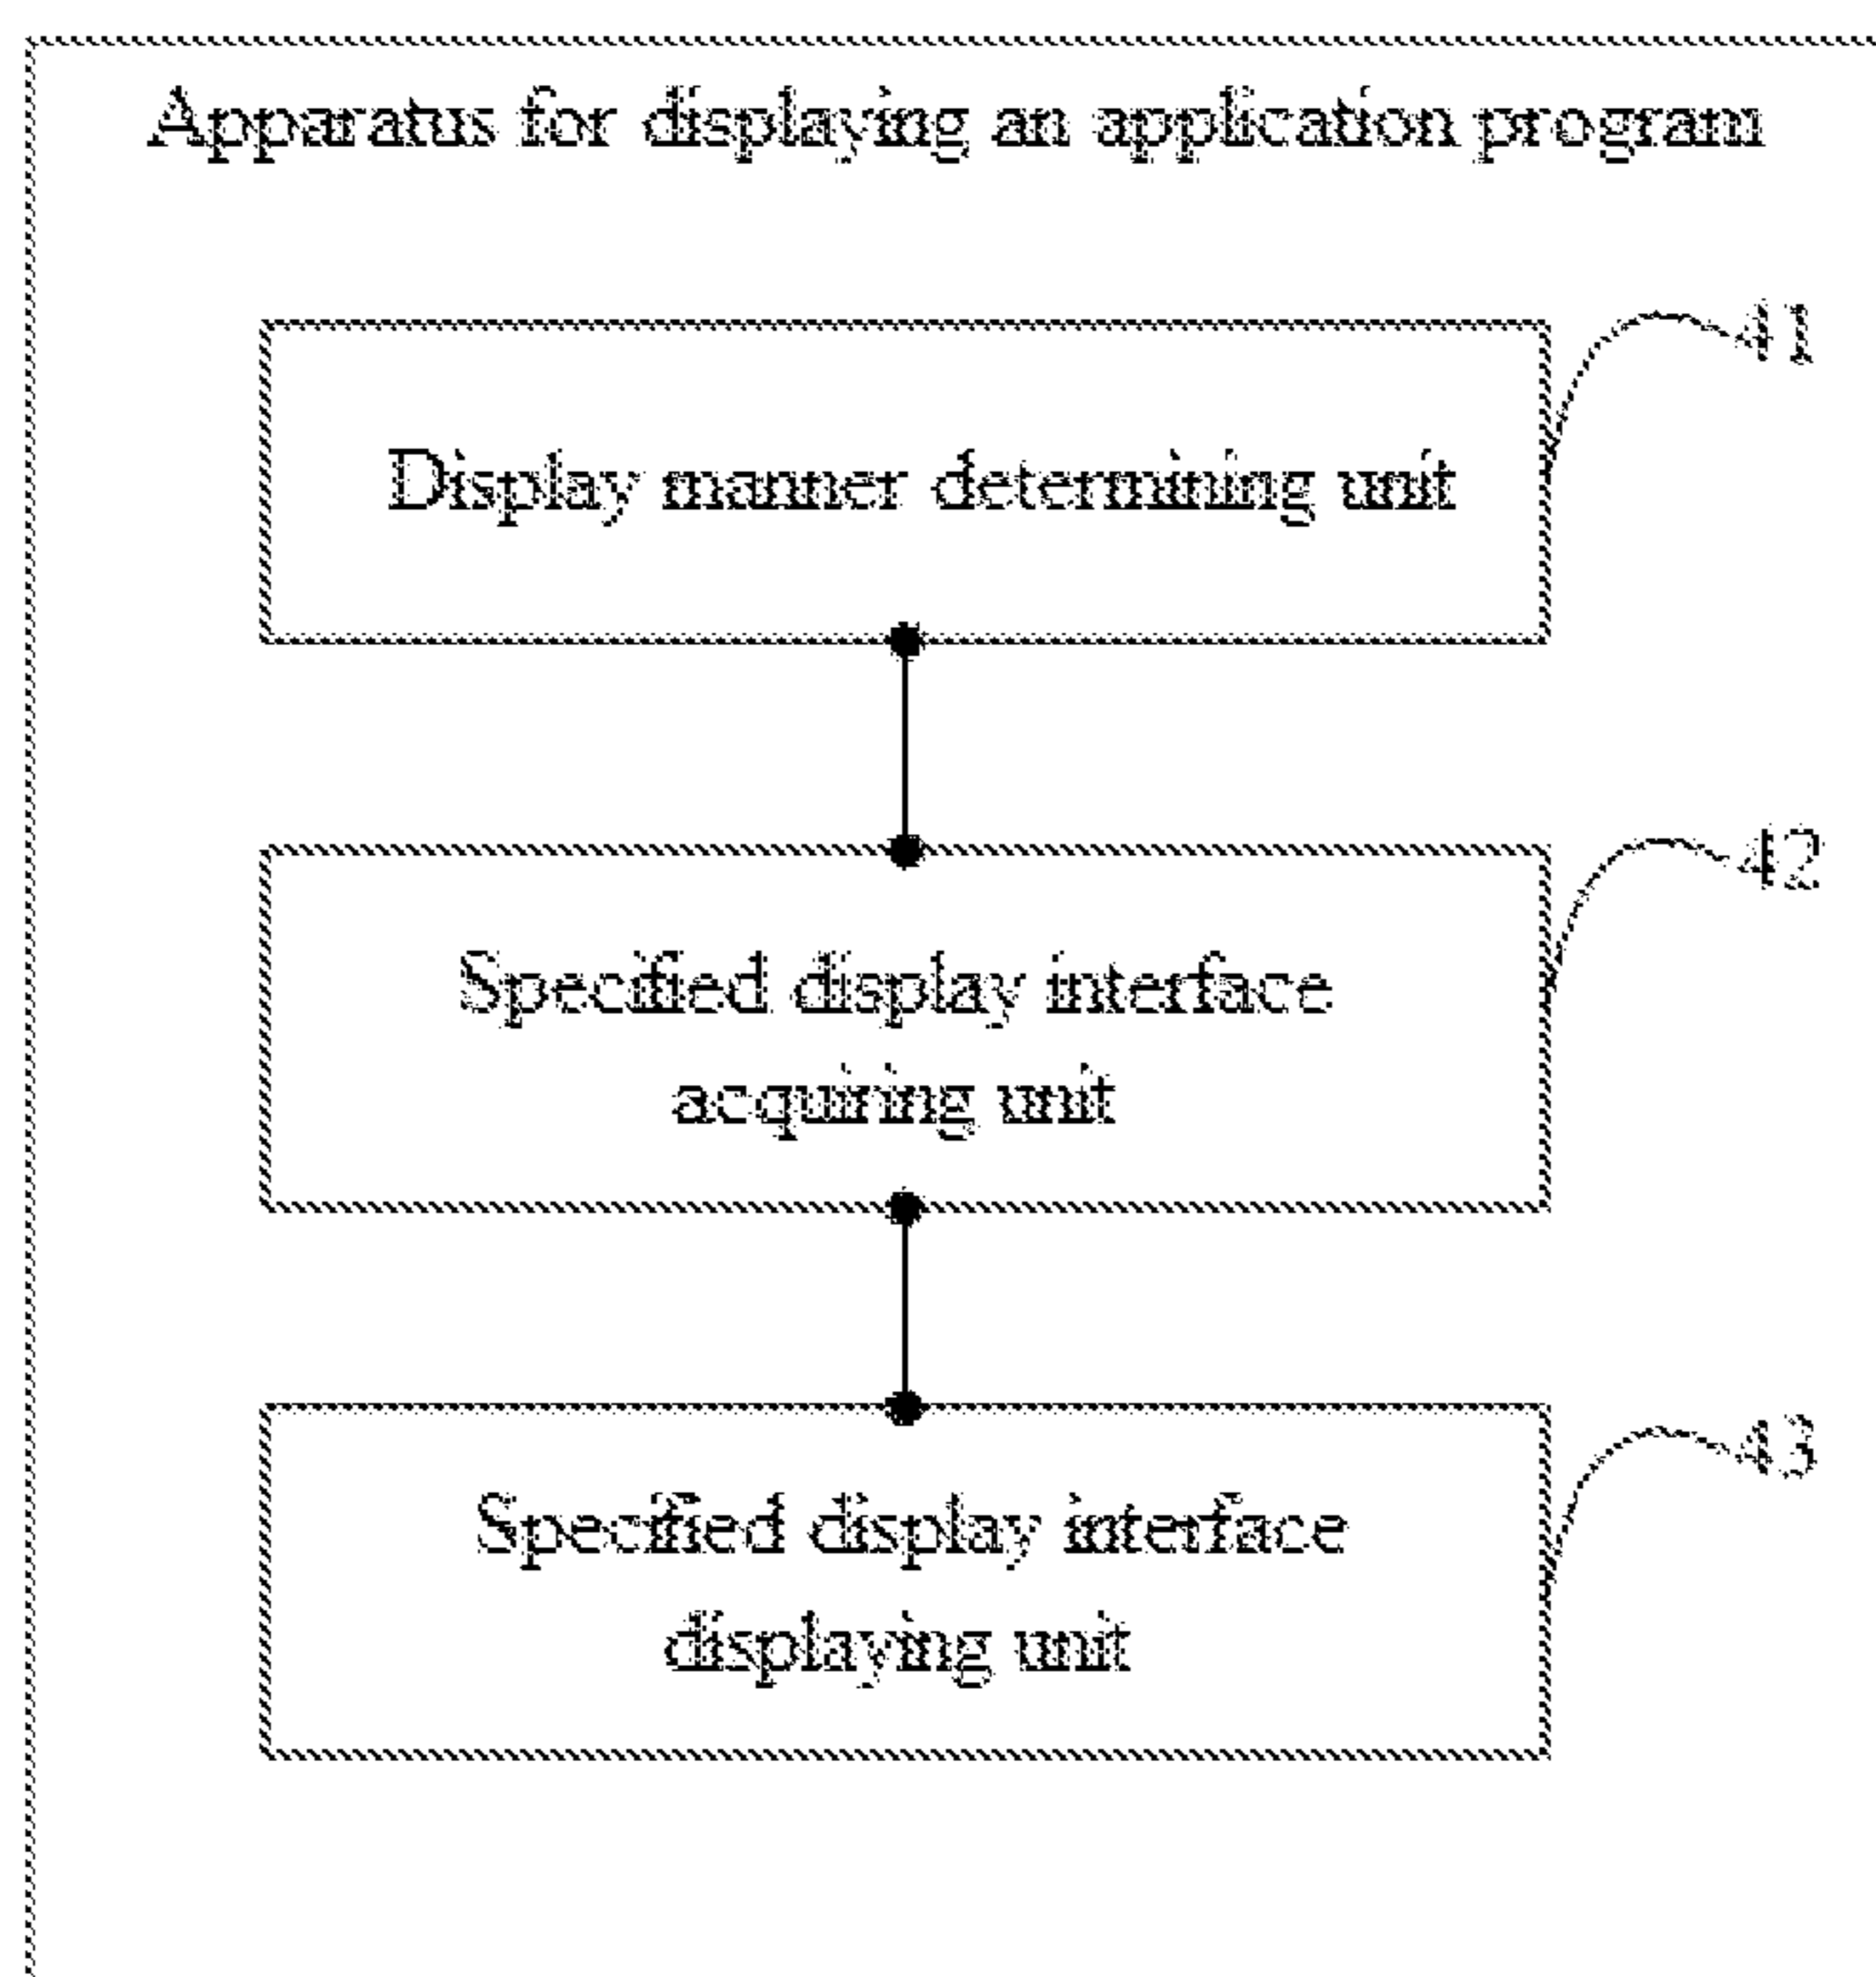 Apparatus for displaying an application program
41
Display manner determining unit
42
Specified display interface
acquiring unit
43
Specified display interface
displaying unit